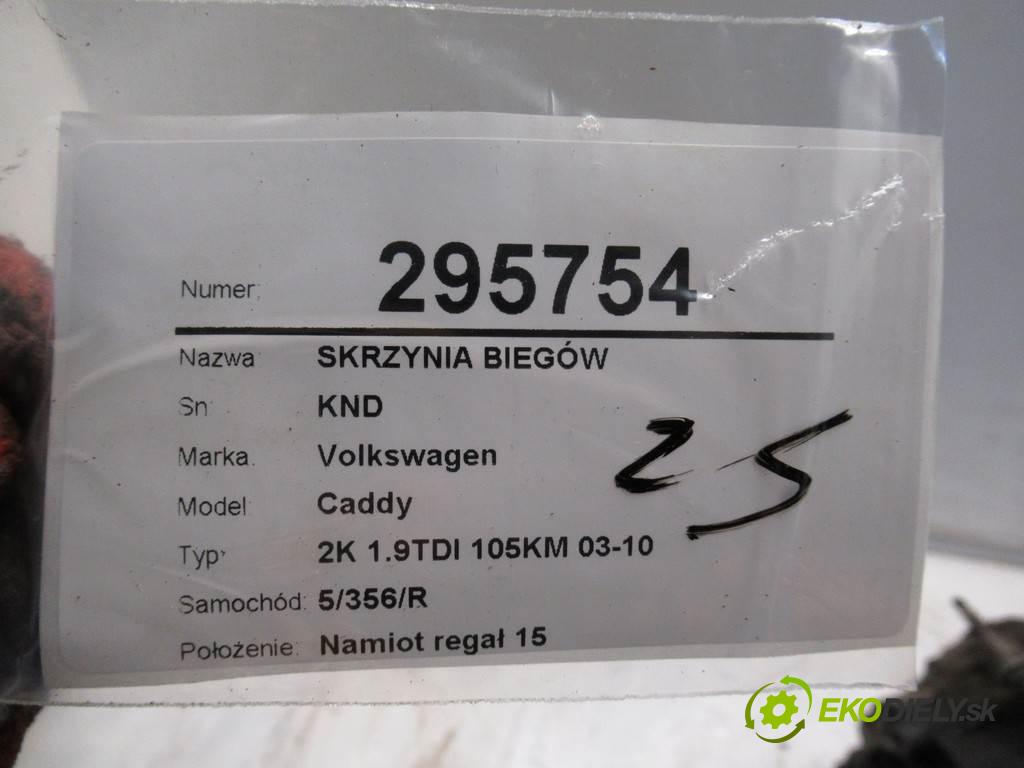 Numer: 295754
Nazwa: SKRZYNIA BIEGÓW
Sn: KND
Marka: Volkswagen
Model: Caddy
Typ: 2K 1.9TDI 105KM 03-10
Samochód: 5/356/R
Położenie: Namiot regał 15
25
EKODIELY.sk